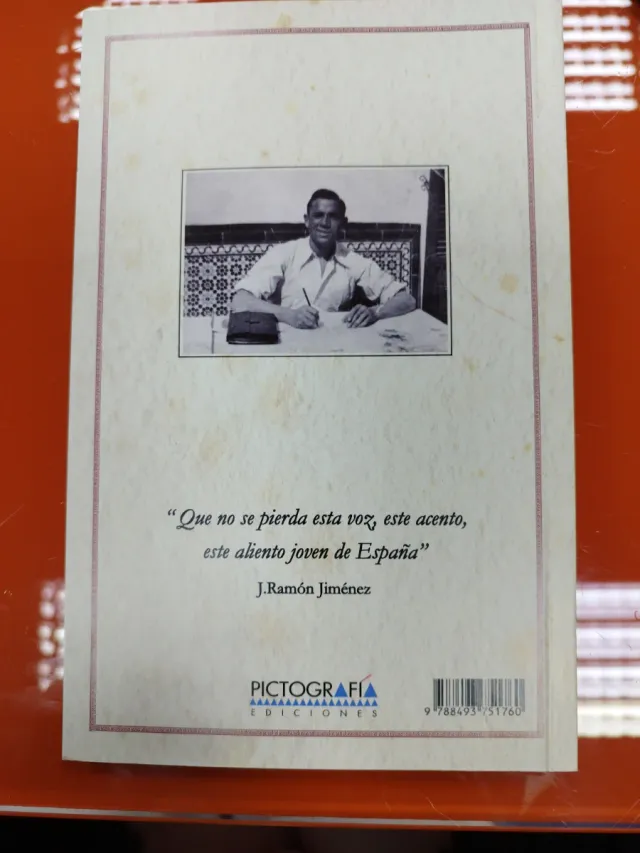 “Que no se pierda esta voz, este acento,
este aliento joven de España”
J.Ramón Jiménez
PICTOGRAFÍA
EDICIONES
9 788493 751760